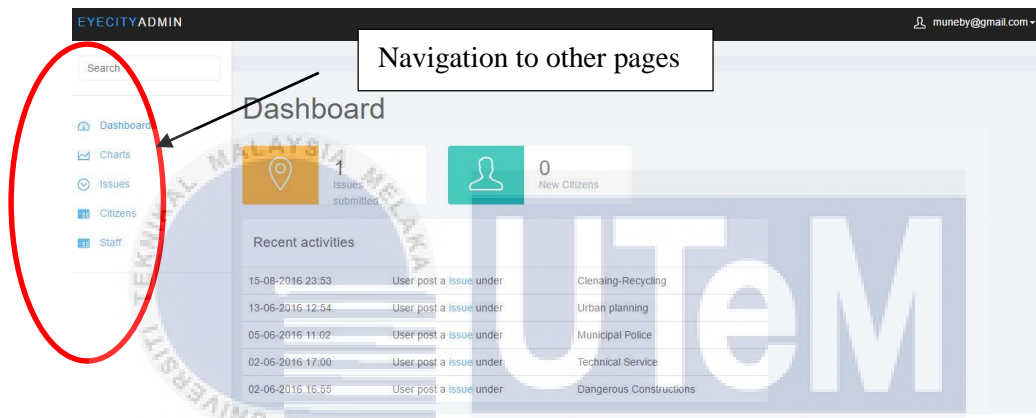 EYECITYADMIN
muneby@gmail.com
Navigation to other pages
Search
Dashboard
Charts
Issues
Citizens
Staff
Dashboard
1
Issues
submitted
0
New Citizens
Recent activities
15-08-2016 23:53 User post a issue under Clenaing-Recycling
13-06-2016 12:54 User post a issue under Urban planning
05-06-2016 11:02 User post a issue under Municipal Police
02-06-2016 17:00 User post a issue under Technical Service
02-06-2016 16:55 User post a issue under Dangerous Constructions
TEKNIKAL MALAYSIA MELAKA
UTeM